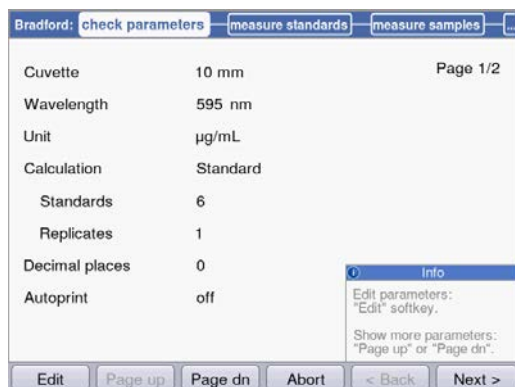 Bradford: check parameters measure standards measure samples ...
Page 1/2
Cuvette 10 mm
Wavelength 595 nm
Unit µg/mL
Calculation Standard
Standards 6
Replicates 1
Decimal places 0
Autoprint off
Info
Edit parameters:
"Edit" softkey.
Show more parameters:
"Page up" or "Page dn".
Edit Page up Page dn Abort < Back Next >